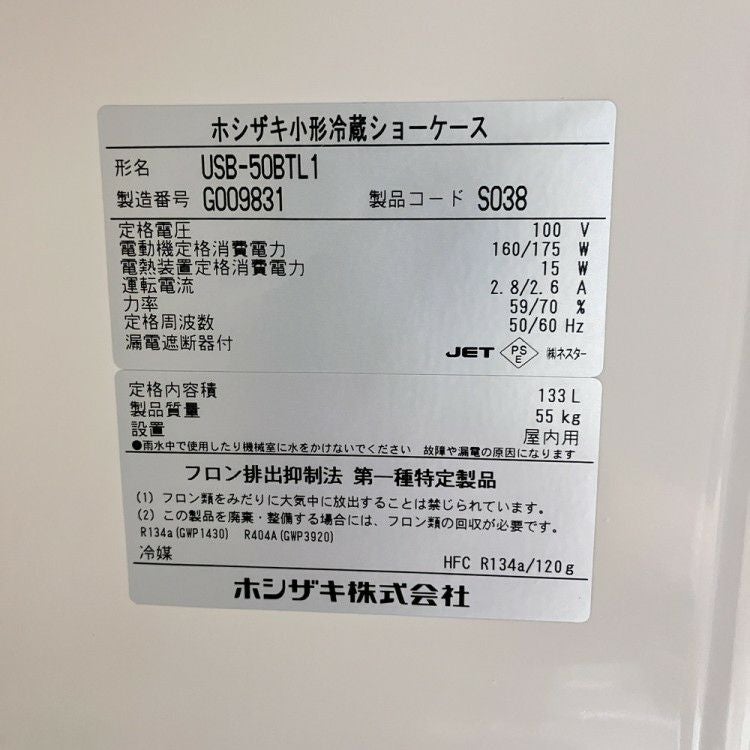 ホシザキ小形冷蔵ショーケース
形名 USB-50BTL1
製造番号 G009831 製品コード S038
定格電圧 100 V
電動機定格消費電力 160/175 W
電熱装置定格消費電力 15 W
運転電流 2.8/2.6 A
力率 59/70 %
定格周波数 50/60 Hz
漏電遮断器付 JET PSE ㈱ネスター
定格内容積 133 L
製品質量 55 kg
設置 屋内用
●雨水中で使用したり機械室に水をかけないでください 故障や漏電の原因になります
フロン排出抑制法 第一種特定製品
(1) フロン類をみだりに大気中に放出することは禁じられています。
(2) この製品を廃棄・整備する場合には、フロン類の回収が必要です。
R134a(GWP1430) R404A(GWP3920)
冷媒 HFC R134a/120g
ホシザキ株式会社